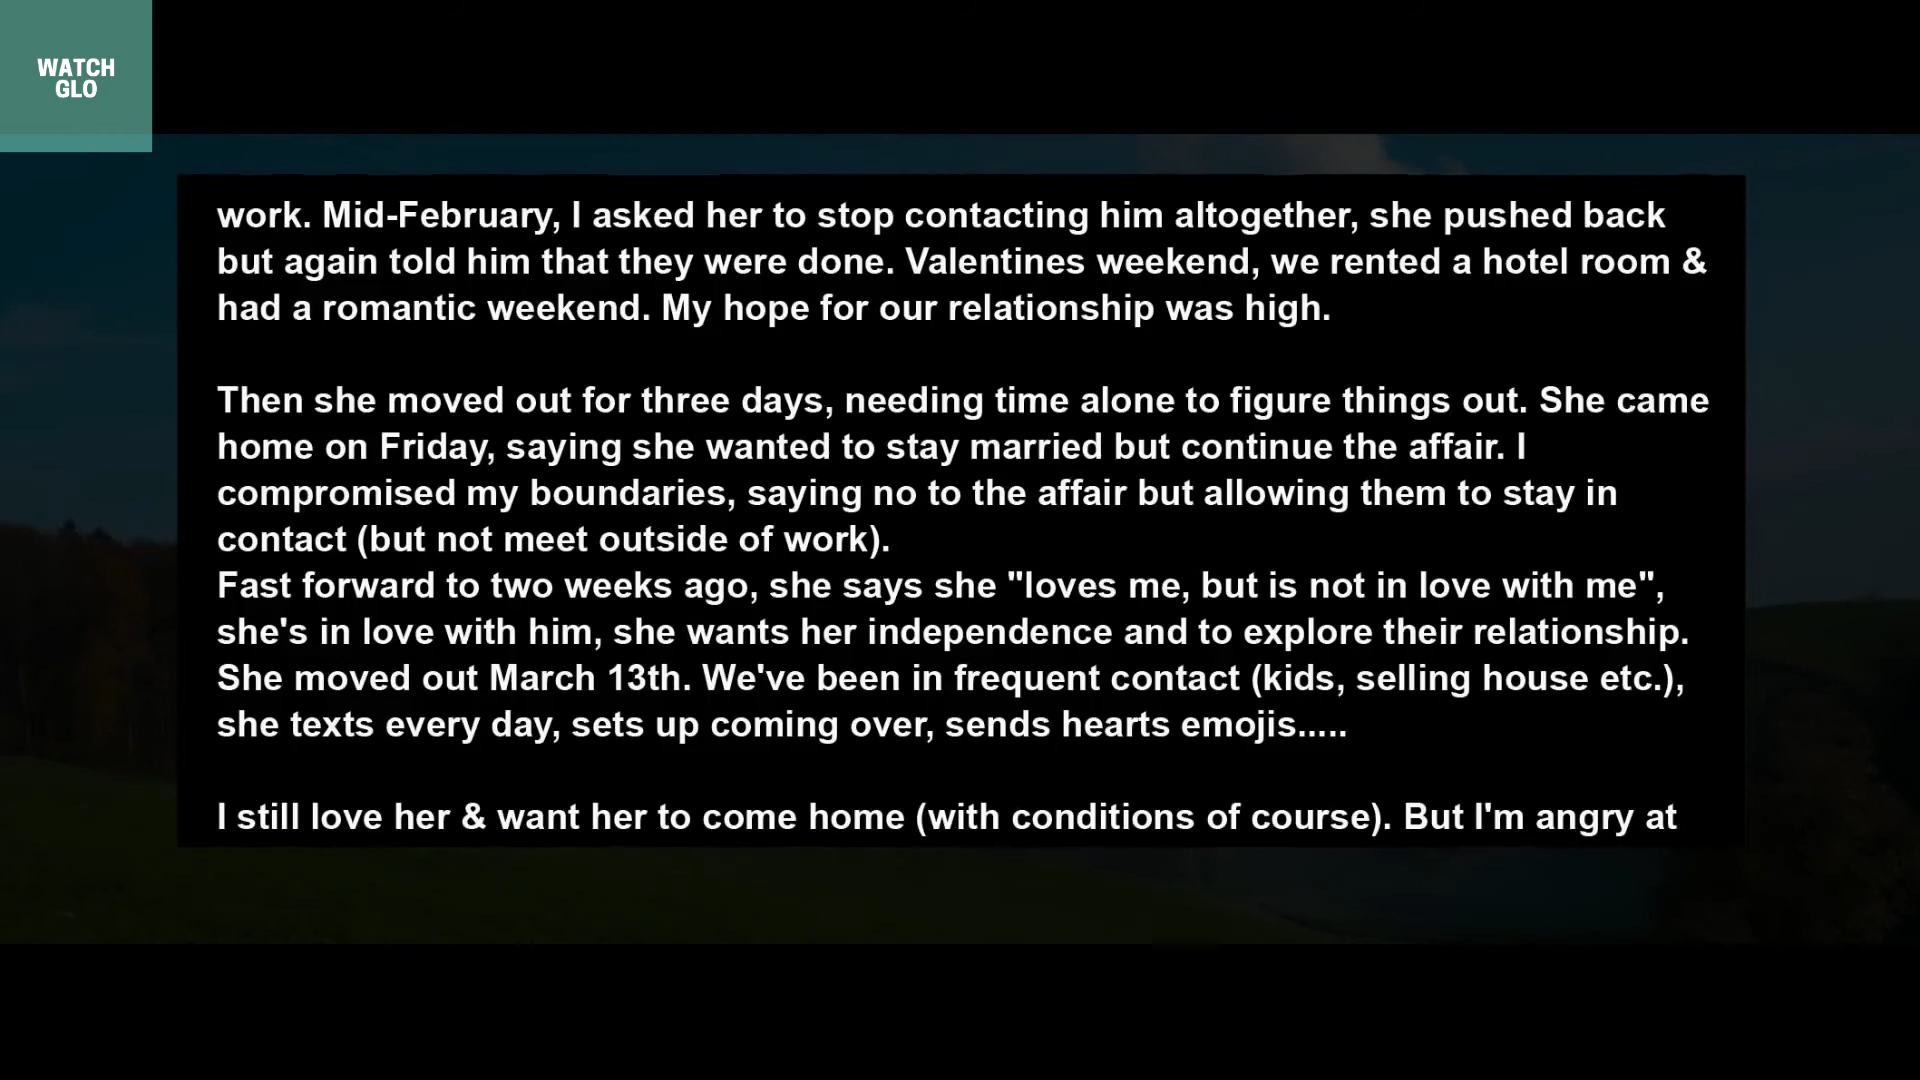 WATCH
GLO
work. Mid-February, I asked her to stop contacting him altogether, she pushed back
but again told him that they were done. Valentines weekend, we rented a hotel room &
had a romantic weekend. My hope for our relationship was high.
Then she moved out for three days, needing time alone to figure things out. She came
home on Friday, saying she wanted to stay married but continue the affair. I
compromised my boundaries, saying no to the affair but allowing them to stay in
contact (but not meet outside of work).
Fast forward to two weeks ago, she says she "loves me, but is not in love with me",
she's in love with him, she wants her independence and to explore their relationship.
She moved out March 13th. We've been in frequent contact (kids, selling house etc.),
she texts every day, sets up coming over, sends hearts emojis.....
I still love her & want her to come home (with conditions of course). But I'm angry at